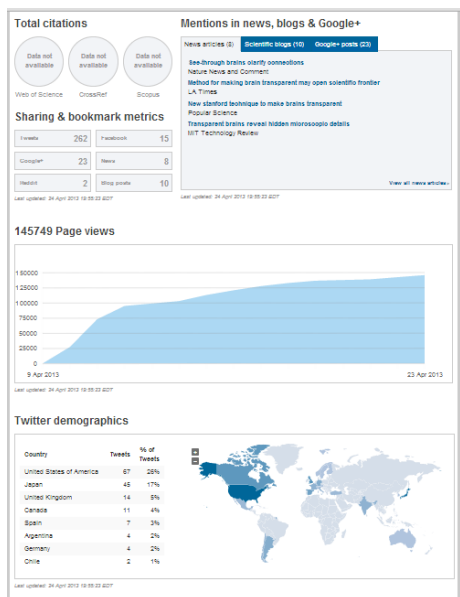 Total citations
Data not available
Data not available
Data not available
Web of Science
CrossRef
Scopus
Sharing & bookmark metrics
Tweets 262
Facebook 15
Google+ 23
News 8
Reddit 2
Blog posts 10
Last updated: 24 April 2013 19:55:23 EDT
Mentions in news, blogs & Google+
News articles (8)
Scientific blogs (10)
Google+ posts (23)
See-through brains clarify connections
Nature News and Comment
Method for making brain transparent may open scientific frontier
LA Times
New stanford technique to make brains transparent
Popular Science
Transparent brains reveal hidden microscopic details
MIT Technology Review
View all news articles
Last updated: 24 April 2013 19:55:23 EDT
145749 Page views
150000
125000
100000
75000
50000
25000
0
9 Apr 2013
23 Apr 2013
Last updated: 24 April 2013 19:55:23 EDT
Twitter demographics
Country Tweets % of Tweets
United States of America 67 26%
Japan 45 17%
United Kingdom 14 5%
Canada 11 4%
Spain 7 3%
Argentina 4 2%
Germany 4 2%
Chile 2 1%
+
−
Last updated: 24 April 2013 19:55:23 EDT